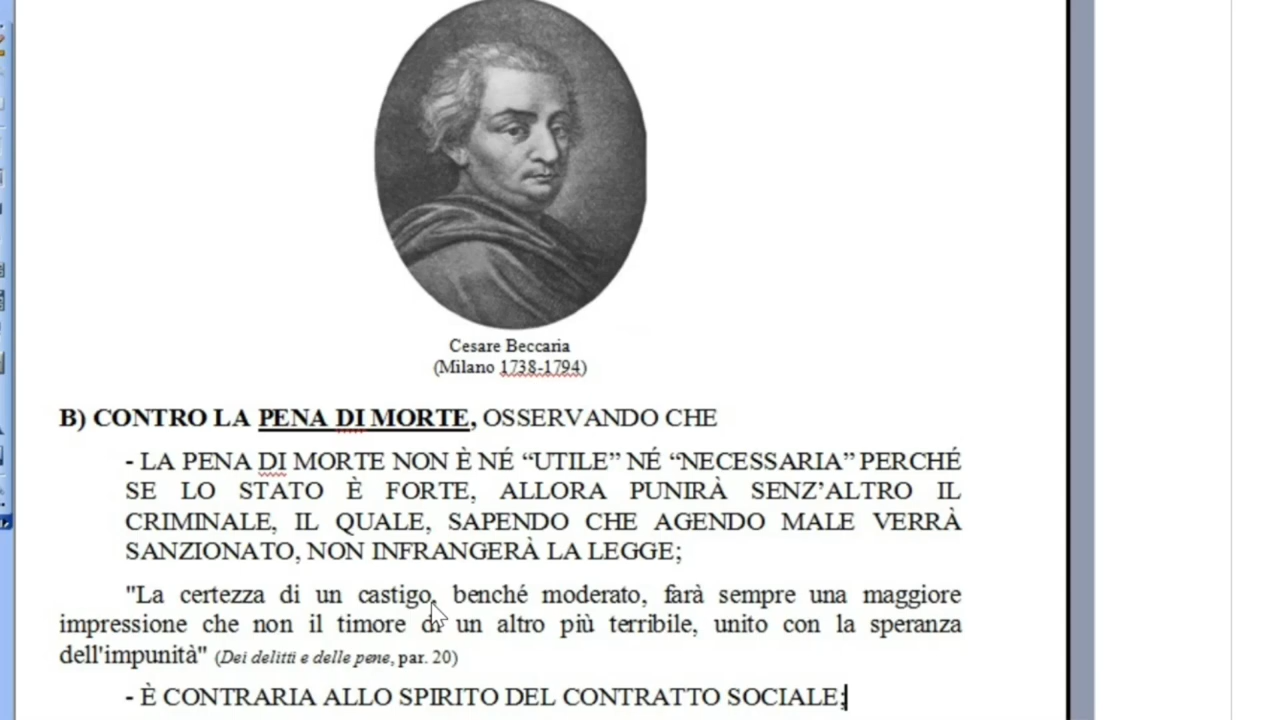 Cesare Beccaria
(Milano 1738-1794)
B) CONTRO LA PENA DI MORTE, OSSERVANDO CHE
- LA PENA DI MORTE NON È NÉ “UTILE” NÉ “NECESSARIA” PERCHÉ
SE LO STATO È FORTE, ALLORA PUNIRÀ SENZ’ALTRO IL
CRIMINALE, IL QUALE, SAPENDO CHE AGENDO MALE VERRÀ
SANZIONATO, NON INFRANGERÀ LA LEGGE;
"La certezza di un castigo, benché moderato, farà sempre una maggiore
impressione che non il timore di un altro più terribile, unito con la speranza
dell'impunità" (Dei delitti e delle pene, par. 20)
- È CONTRARIA ALLO SPIRITO DEL CONTRATTO SOCIALE;